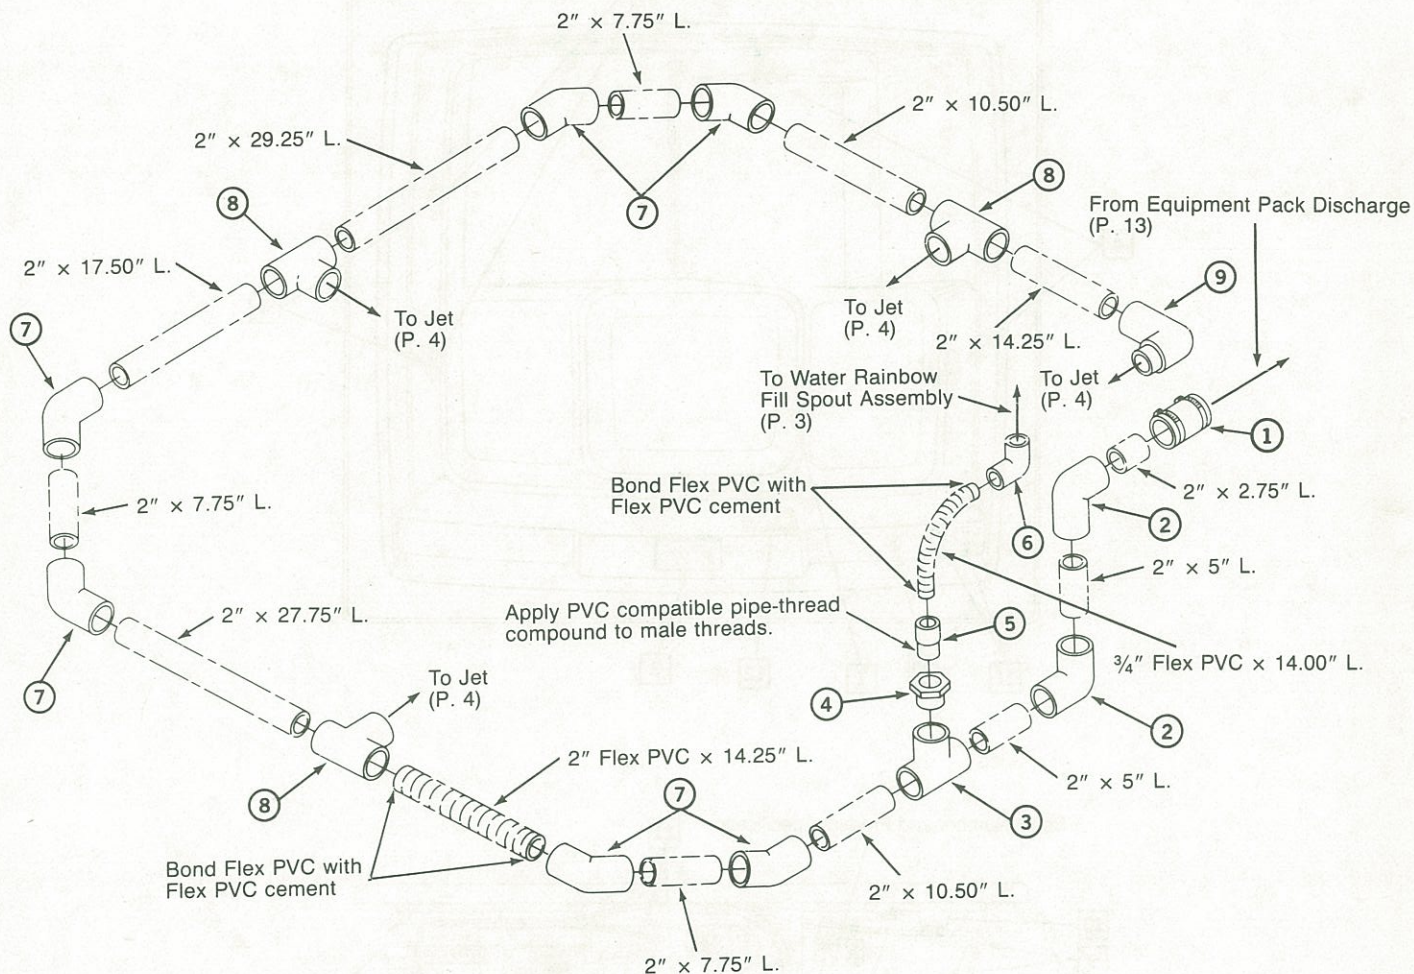 2″ × 7.75″ L.
2″ × 10.50″ L.
2″ × 29.25″ L.
7
8
8
From Equipment Pack Discharge
(P. 13)
2″ × 17.50″ L.
To Jet
(P. 4)
To Jet
(P. 4)
9
2″ × 14.25″ L.
7
To Water Rainbow
Fill Spout Assembly
(P. 3)
To Jet
(P. 4)
1
2″ × 7.75″ L.
Bond Flex PVC with
Flex PVC cement
2″ × 2.75″ L.
2
6
2″ × 5″ L.
2″ × 27.75″ L.
Apply PVC compatible pipe-thread
compound to male threads.
5
¾″ Flex PVC × 14.00″ L.
7
To Jet
(P. 4)
4
2
2″ Flex PVC × 14.25″ L.
2″ × 5″ L.
8
7
3
Bond Flex PVC with
Flex PVC cement
2″ × 10.50″ L.
2″ × 7.75″ L.